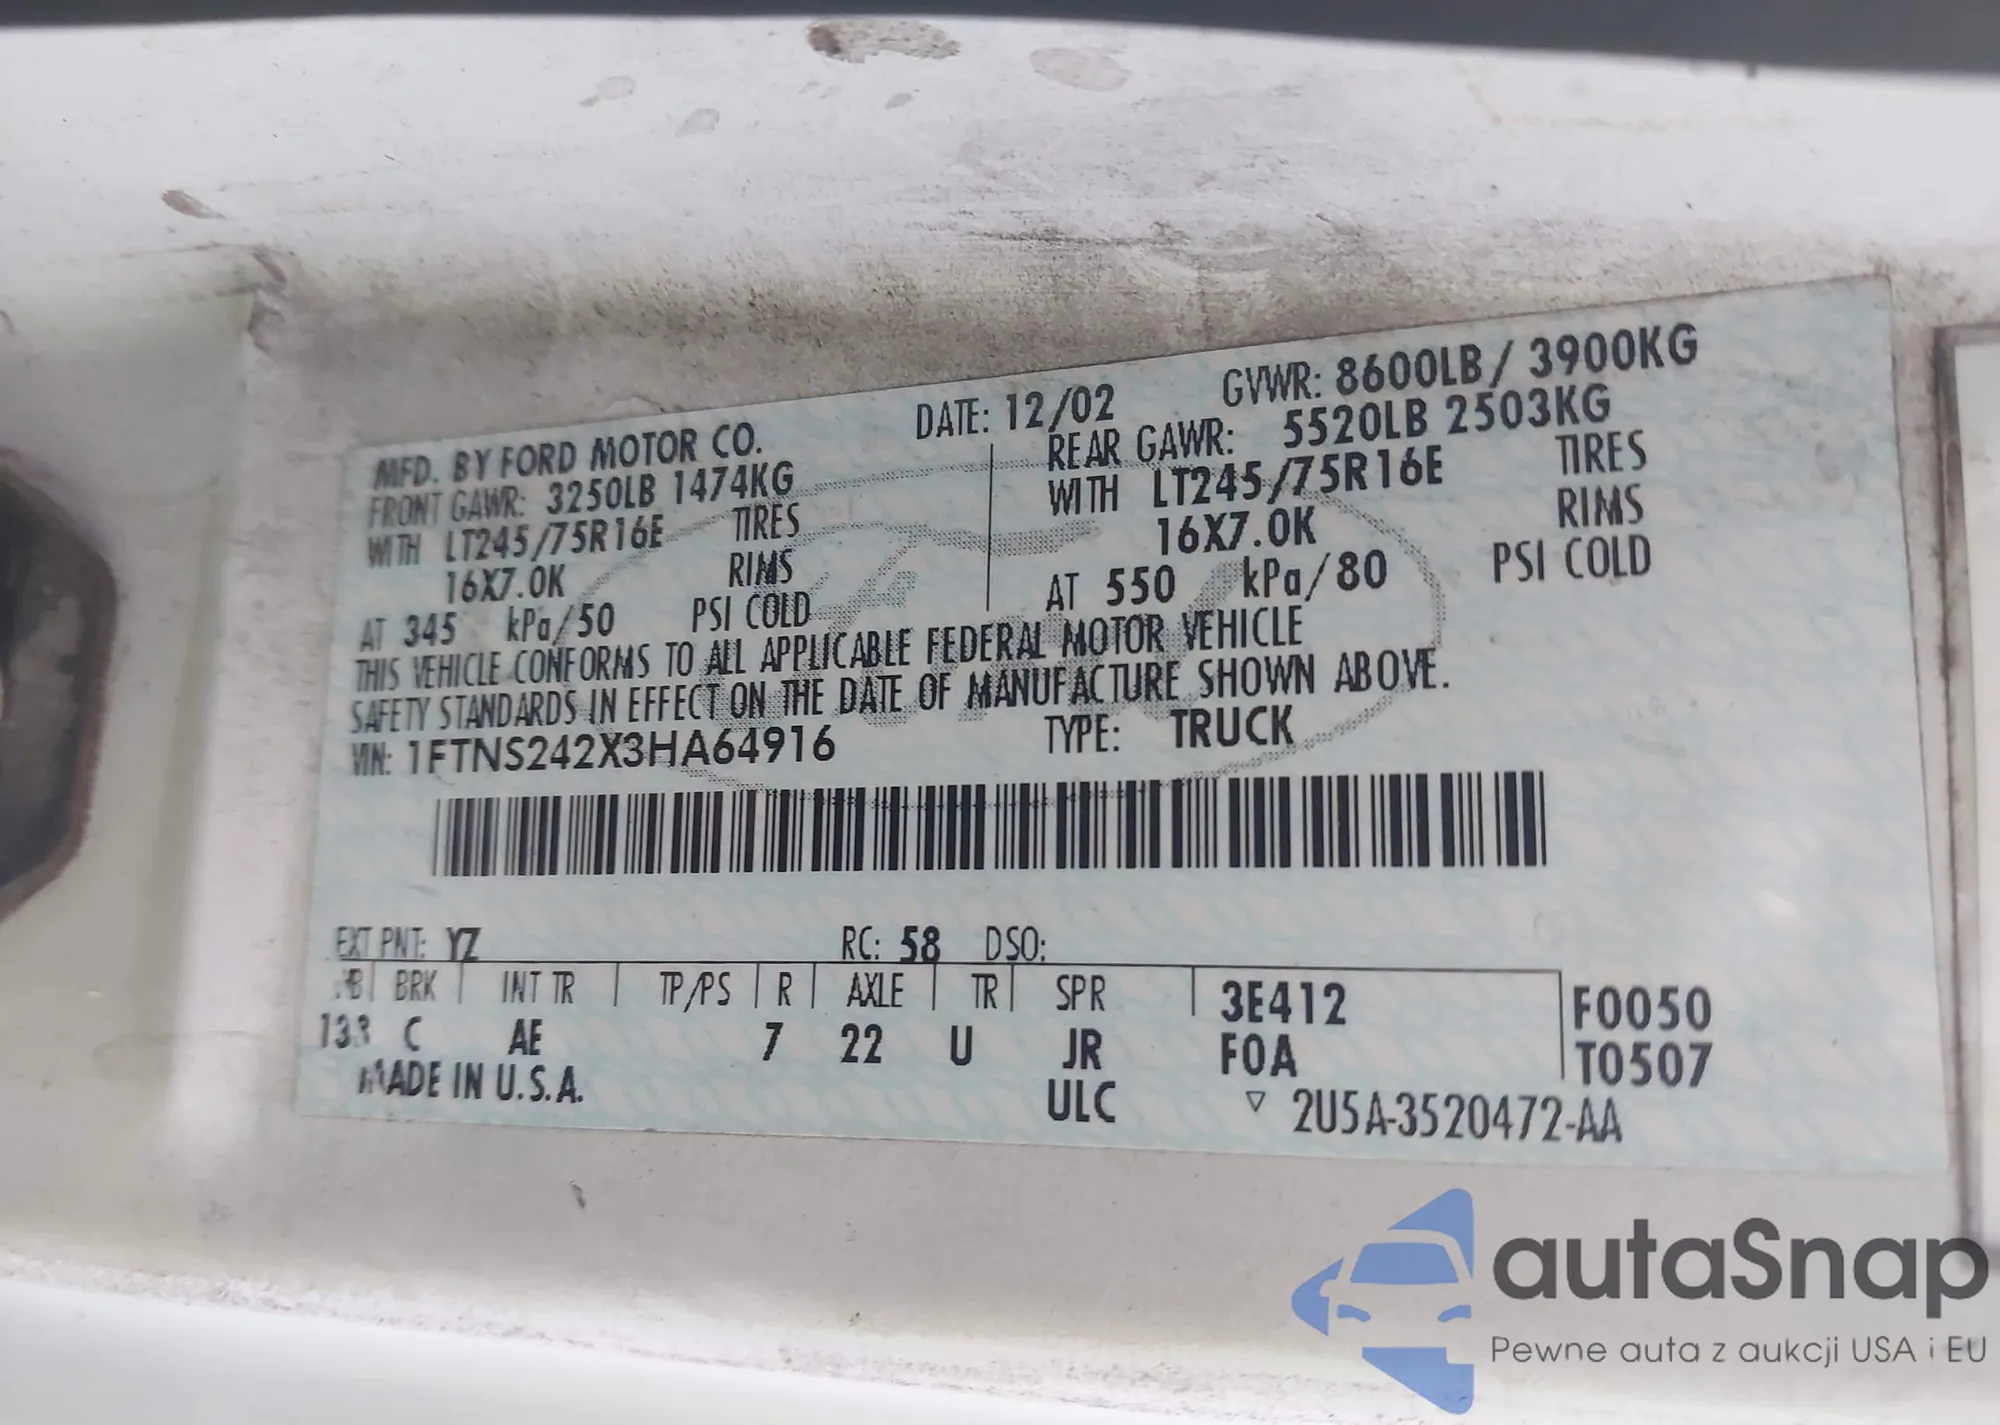 MFD. BY FORD MOTOR CO. DATE: 12/02 GVWR: 8600LB / 3900KG
FRONT GAWR: 3250LB 1474KG REAR GAWR: 5520LB 2503KG
WITH LT245/75R16E TIRES WITH LT245/75R16E TIRES
16X7.0K RIMS 16X7.0K RIMS
AT 345 kPa/50 PSI COLD AT 550 kPa/80 PSI COLD
THIS VEHICLE CONFORMS TO ALL APPLICABLE FEDERAL MOTOR VEHICLE
SAFETY STANDARDS IN EFFECT ON THE DATE OF MANUFACTURE SHOWN ABOVE.
VIN: 1FTNS242X3HA64916 TYPE: TRUCK
EXT PNT: YZ RC: 58 DSO:
BRK INT TR TP/PS R AXLE TR SPR 3E412 F0050
C AE 7 22 U JR F0A T0507
MADE IN U.S.A. ULC ▽ 2U5A-3520472-AA
autaSnap
Pewne auta z aukcji USA i EU